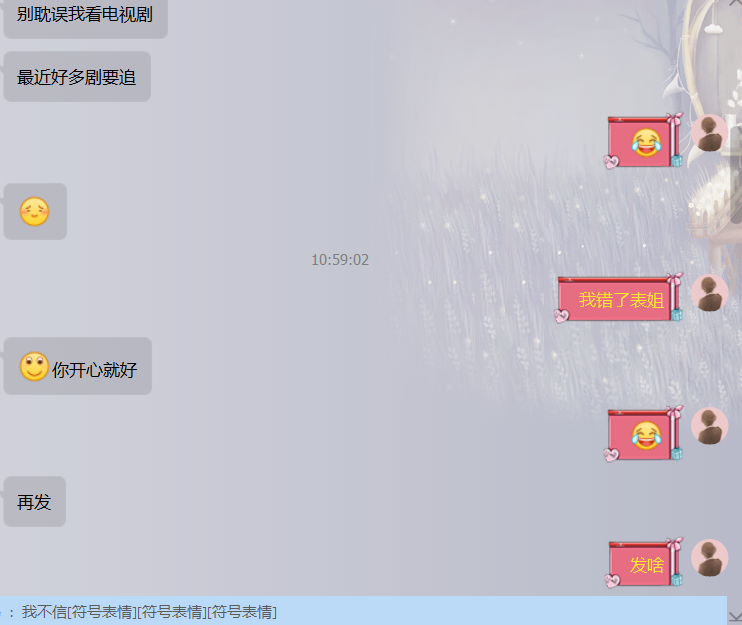 别耽误我看电视剧
最近好多剧要追
10:59:02
我错了表姐
你开心就好
再发
发啥
：我不信[符号表情][符号表情][符号表情]